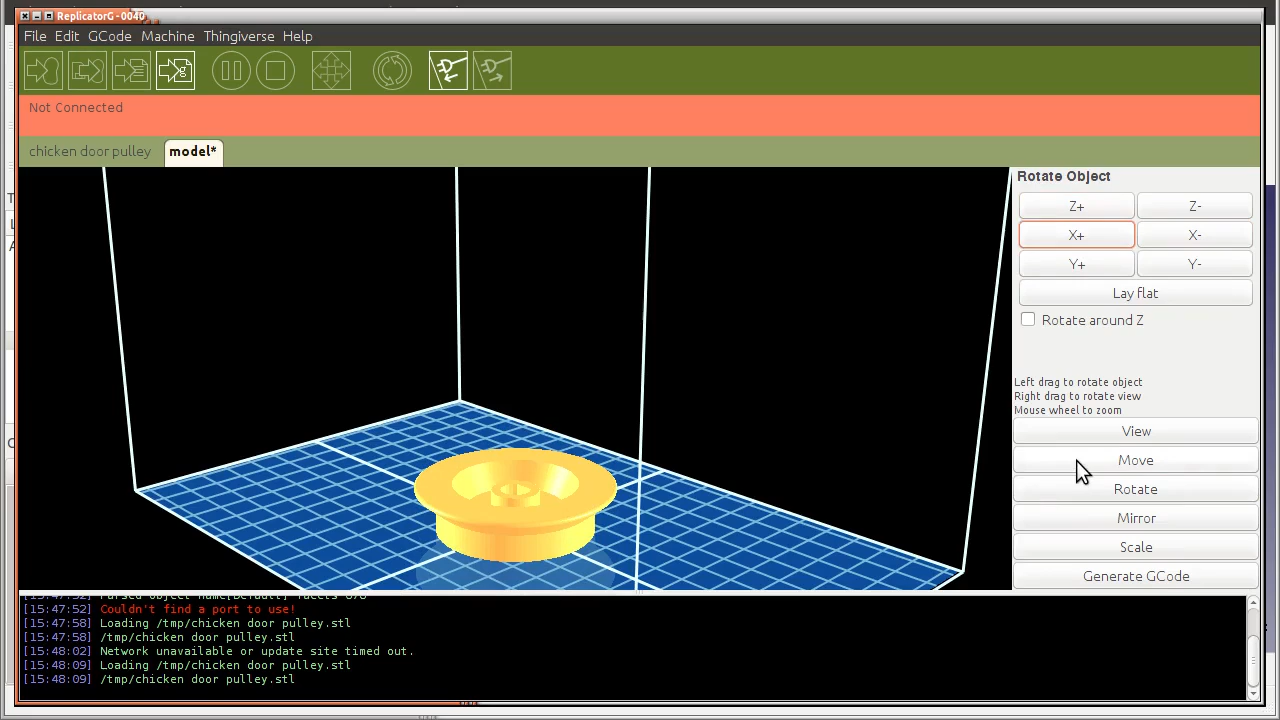 ReplicatorG - 0040
File Edit GCode Machine Thingiverse Help
Not Connected
chicken door pulley model*
Rotate Object
Z+ Z-
X+ X-
Y+ Y-
Lay flat
Rotate around Z
Left drag to rotate object
Right drag to rotate view
Mouse wheel to zoom
View
Move
Rotate
Mirror
Scale
Generate GCode
[15:47:52] Couldn't find a port to use!
[15:47:58] Loading /tmp/chicken door pulley.stl
[15:47:58] /tmp/chicken door pulley.stl
[15:48:02] Network unavailable or update site timed out.
[15:48:09] Loading /tmp/chicken door pulley.stl
[15:48:09] /tmp/chicken door pulley.stl